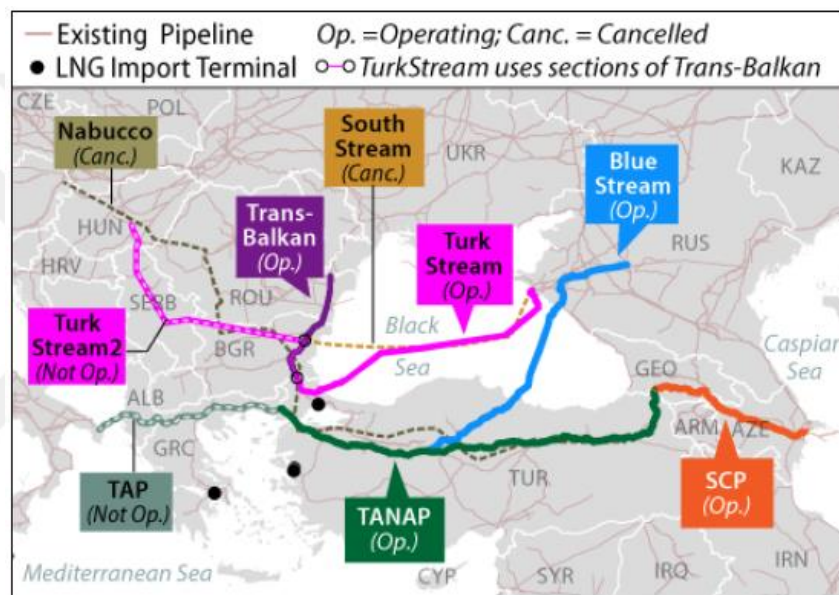 Existing Pipeline
Op. =Operating; Canc. = Cancelled
LNG Import Terminal
TurkStream uses sections of Trans-Balkan
CZE
POL
Nabucco
(Canc.)
South
Stream
(Canc.)
UKR
Blue
Stream
(Op.)
KAZ
HUN
Trans-
Balkan
(Op.)
Turk
Stream
(Op.)
RUS
HRV
SERB
ROU
Turk
Stream2
(Not Op.)
BGR
Black
Sea
Caspian
Sea
GEO
ALB
ARM
AZE
GRC
TAP
(Not Op.)
TUR
SCP
(Op.)
TANAP
(Op.)
Mediterranean Sea
CYP
SYR
IRQ
IRN